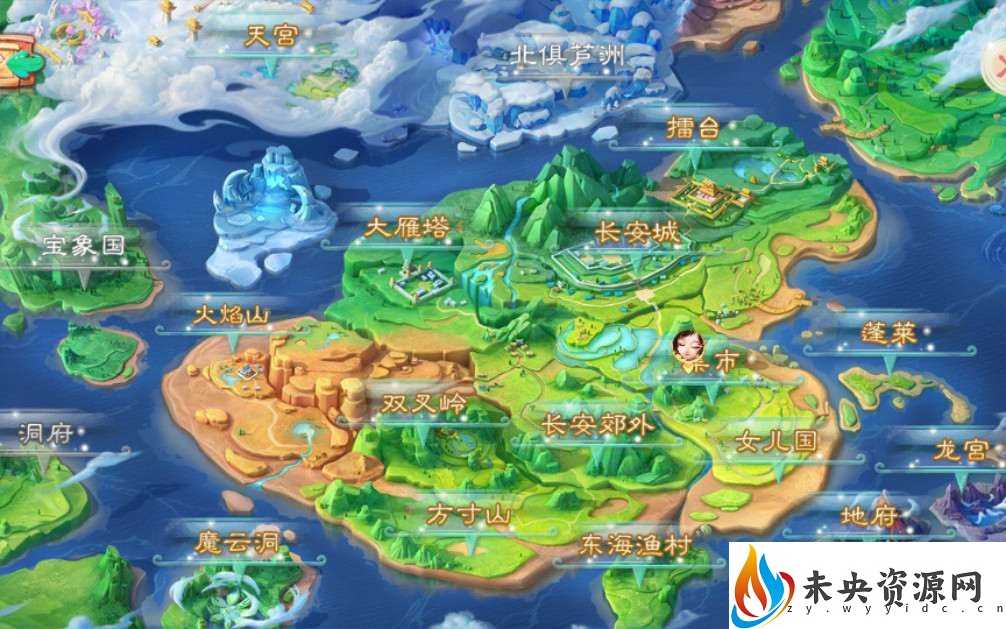 天宫
北俱芦洲
擂台
大雁塔
长安城
宝象国
火焰山
蓬莱
市
双叉岭
长安郊外
女儿国
洞府
龙宫
方寸山
地府
魔云洞
东海渔村
未央资源网
zy.wyyidc.cn